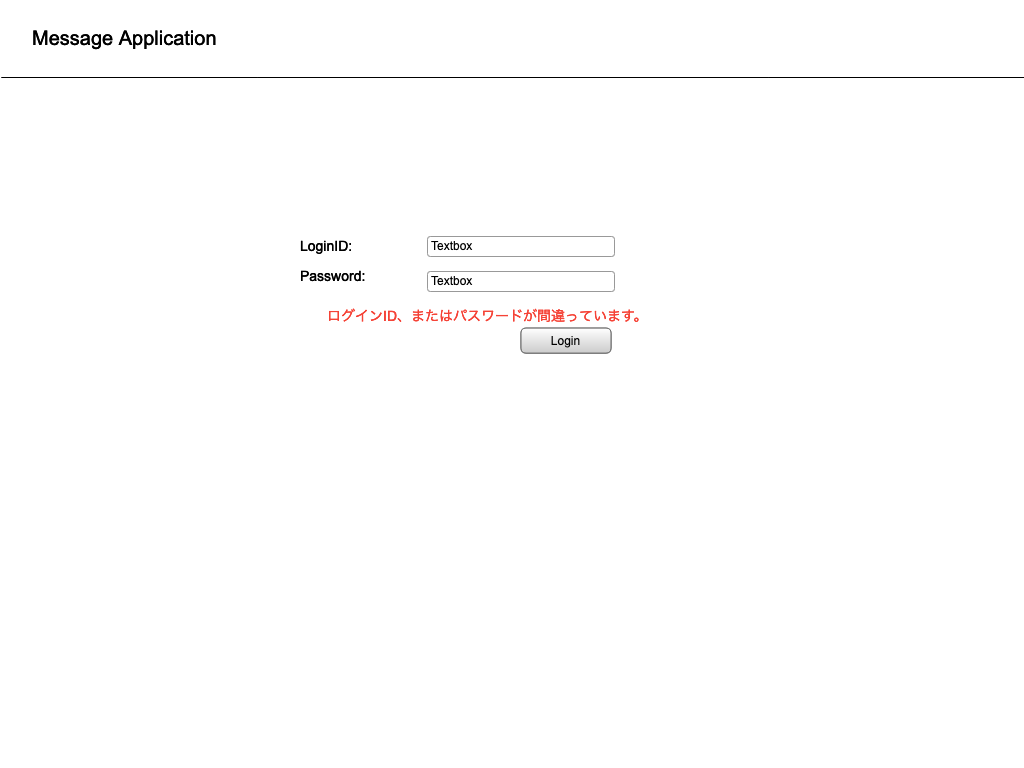 Message Application
LoginID:
Textbox
Password:
Textbox
ログインID、またはパスワードが間違っています。
Login